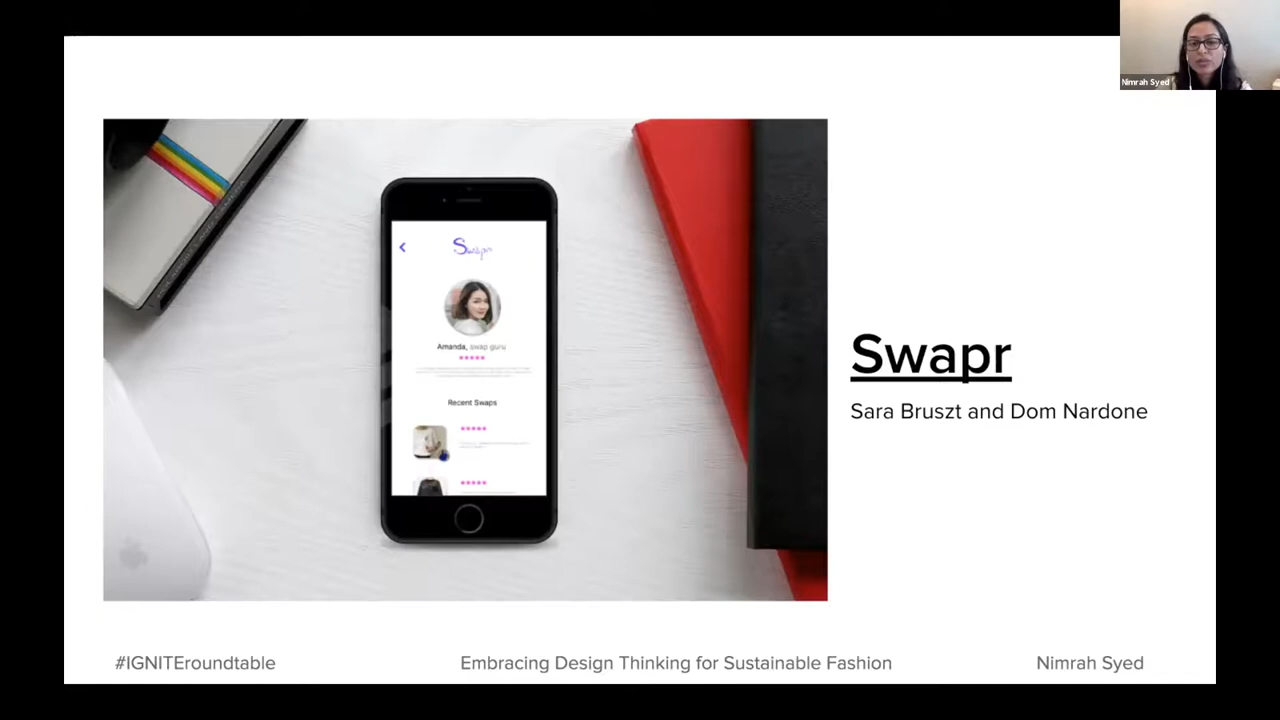 Nimrah Syed
Swapr
Amanda, swap guru
Recent Swaps
Swapr
Sara Bruszt and Dom Nardone
#IGNITEroundtable
Embracing Design Thinking for Sustainable Fashion
Nimrah Syed